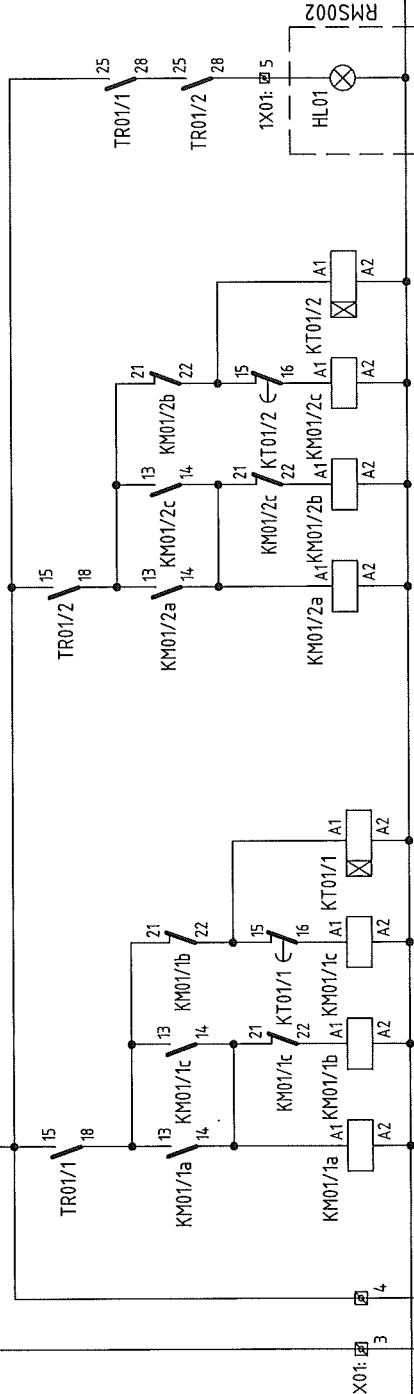 X01:
3
4
15
18
TR01/1
13
14
KM01/1a
13
14
KM01/1c
21
22
KM01/1b
21
22
KM01/1c
15
16
KT01/1
A1
A2
KM01/1a
A1
A2
KM01/1b
A1
A2
KM01/1c
A1
A2
KT01/1
15
18
TR01/2
13
14
KM01/2a
13
14
KM01/2c
21
22
KM01/2b
21
22
KM01/2c
15
16
KT01/2
A1
A2
KM01/2a
A1
A2
KM01/2b
A1
A2
KM01/2c
A1
A2
KT01/2
25
28
TR01/1
25
28
TR01/2
1X01:
5
HL01
RMS002